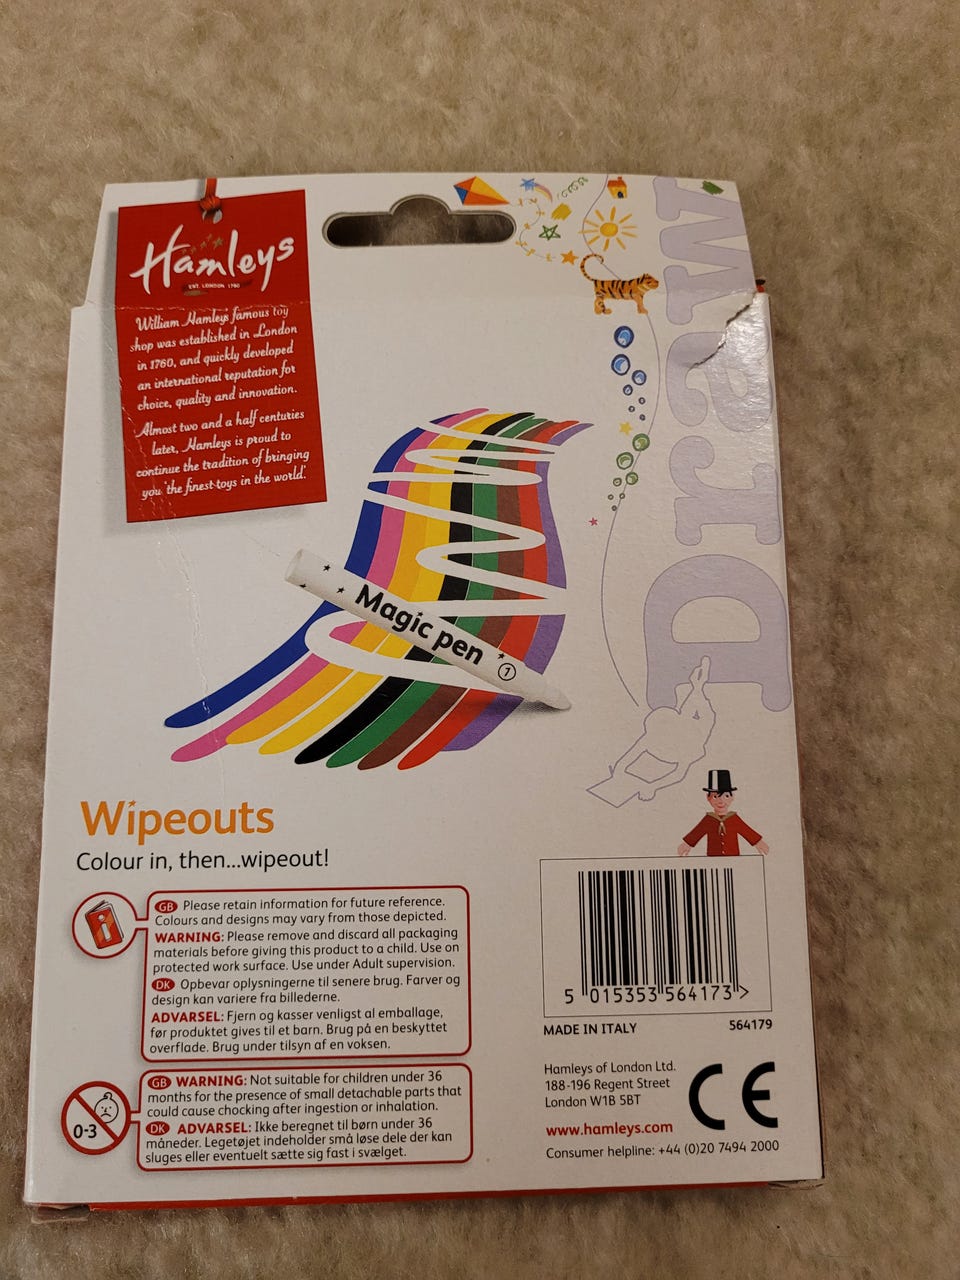 Hamleys
EST. LONDON 1760
William Hamleys famous toy
shop was established in London
in 1760, and quickly developed
an international reputation for
choice, quality and innovation.
Almost two and a half centuries
later, Hamleys is proud to
continue the tradition of bringing
you 'the finest toys in the world'.
Draw
Magic pen 1
Wipeouts
Colour in, then...wipeout!
GB Please retain information for future reference.
Colours and designs may vary from those depicted.
WARNING: Please remove and discard all packaging
materials before giving this product to a child. Use on
protected work surface. Use under Adult supervision.
DK Opbevar oplysningerne til senere brug. Farver og
design kan variere fra billederne.
ADVARSEL: Fjern og kasser venligst al emballage,
før produktet gives til et barn. Brug på en beskyttet
overflade. Brug under tilsyn af en voksen.
0-3
GB WARNING: Not suitable for children under 36
months for the presence of small detachable parts that
could cause chocking after ingestion or inhalation.
DK ADVARSEL: Ikke beregnet til børn under 36
måneder. Legetøjet indeholder små løse dele der kan
sluges eller eventuelt sætte sig fast i svælget.
5 015353 564173 >
MADE IN ITALY 564179
Hamleys of London Ltd.
188-196 Regent Street
London W1B 5BT
CE
www.hamleys.com
Consumer helpline: +44 (0)20 7494 2000